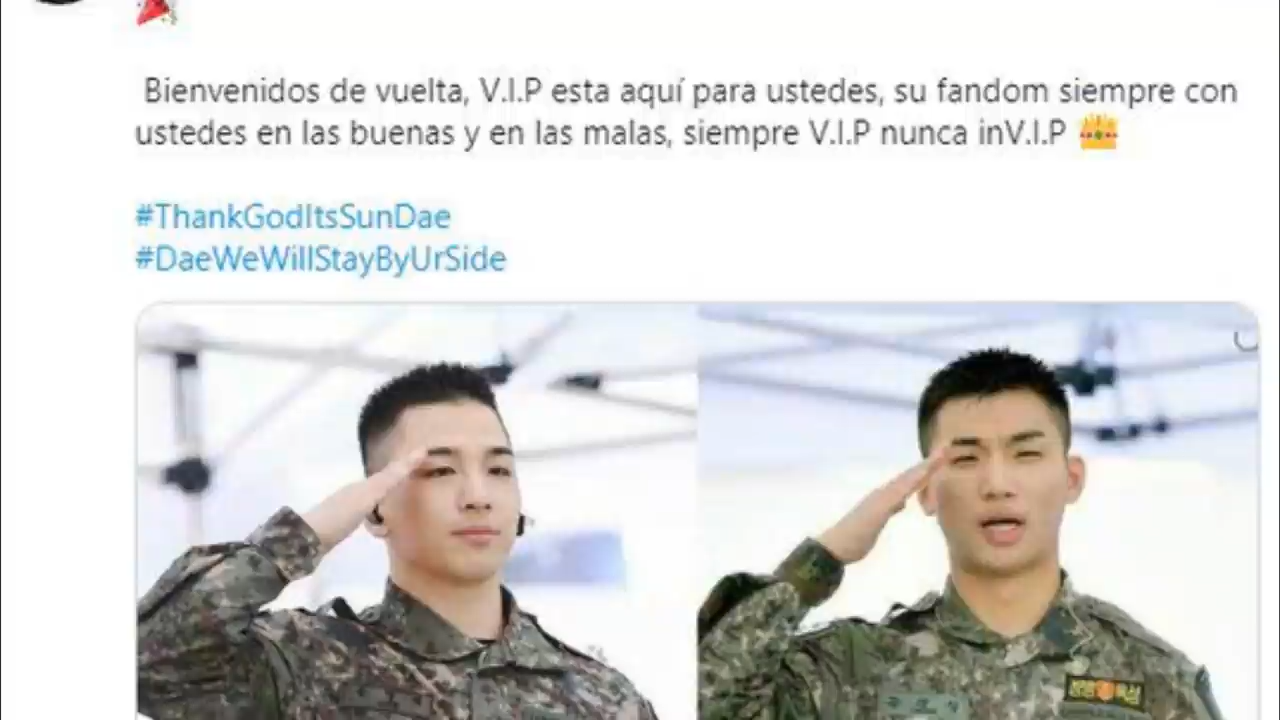 Bienvenidos de vuelta, V.I.P esta aquí para ustedes, su fandom siempre con
ustedes en las buenas y en las malas, siempre V.I.P nunca inV.I.P
#ThankGodItsSunDae
#DaeWeWillStayByUrSide